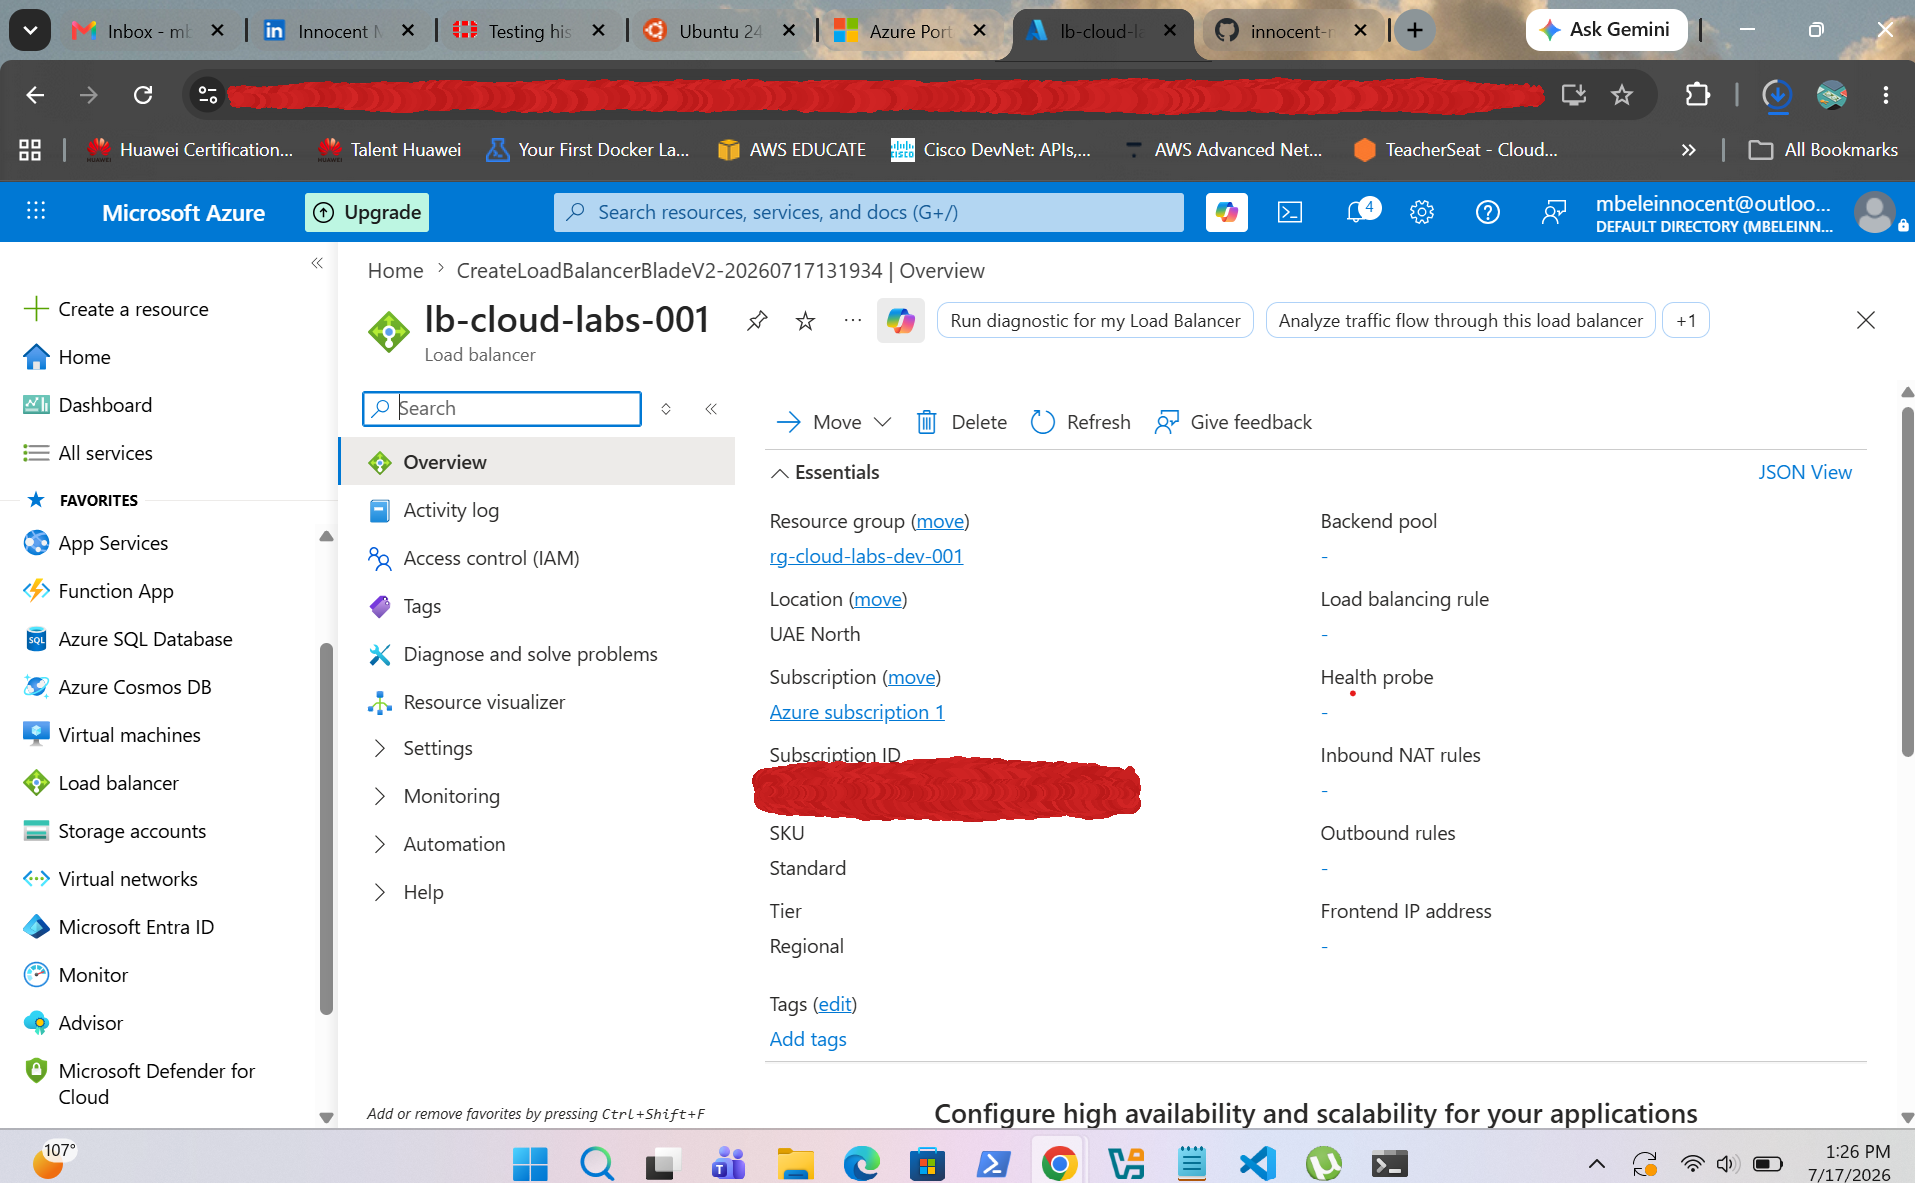 Inbox - mb
Innocent M
Testing his
Ubuntu 24
Azure Port
lb-cloud-la
innocent-r
Ask Gemini
Huawei Certification...
Talent Huawei
Your First Docker La...
AWS EDUCATE
Cisco DevNet: APIs,...
AWS Advanced Net...
TeacherSeat - Cloud...
All Bookmarks
Microsoft Azure
Upgrade
Search resources, services, and docs (G+/)
4
mbeleinnocent@outloo...
DEFAULT DIRECTORY (MBELEINN...
Create a resource
Home
Dashboard
All services
FAVORITES
App Services
Function App
Azure SQL Database
Azure Cosmos DB
Virtual machines
Load balancer
Storage accounts
Virtual networks
Microsoft Entra ID
Monitor
Advisor
Microsoft Defender for
Cloud
Home > CreateLoadBalancerBladeV2-20260717131934 | Overview
lb-cloud-labs-001
Load balancer
Run diagnostic for my Load Balancer
Analyze traffic flow through this load balancer
+1
Search
Overview
Activity log
Access control (IAM)
Tags
Diagnose and solve problems
Resource visualizer
Settings
Monitoring
Automation
Help
Add or remove favorites by pressing Ctrl+Shift+F
Move
Delete
Refresh
Give feedback
Essentials
JSON View
Resource group (move)
rg-cloud-labs-dev-001
Location (move)
UAE North
Subscription (move)
Azure subscription 1
Subscription ID
SKU
Standard
Tier
Regional
Backend pool
-
Load balancing rule
-
Health probe
-
Inbound NAT rules
-
Outbound rules
-
Frontend IP address
-
Tags (edit)
Add tags
Configure high availability and scalability for your applications
107°
1:26 PM
7/17/2026